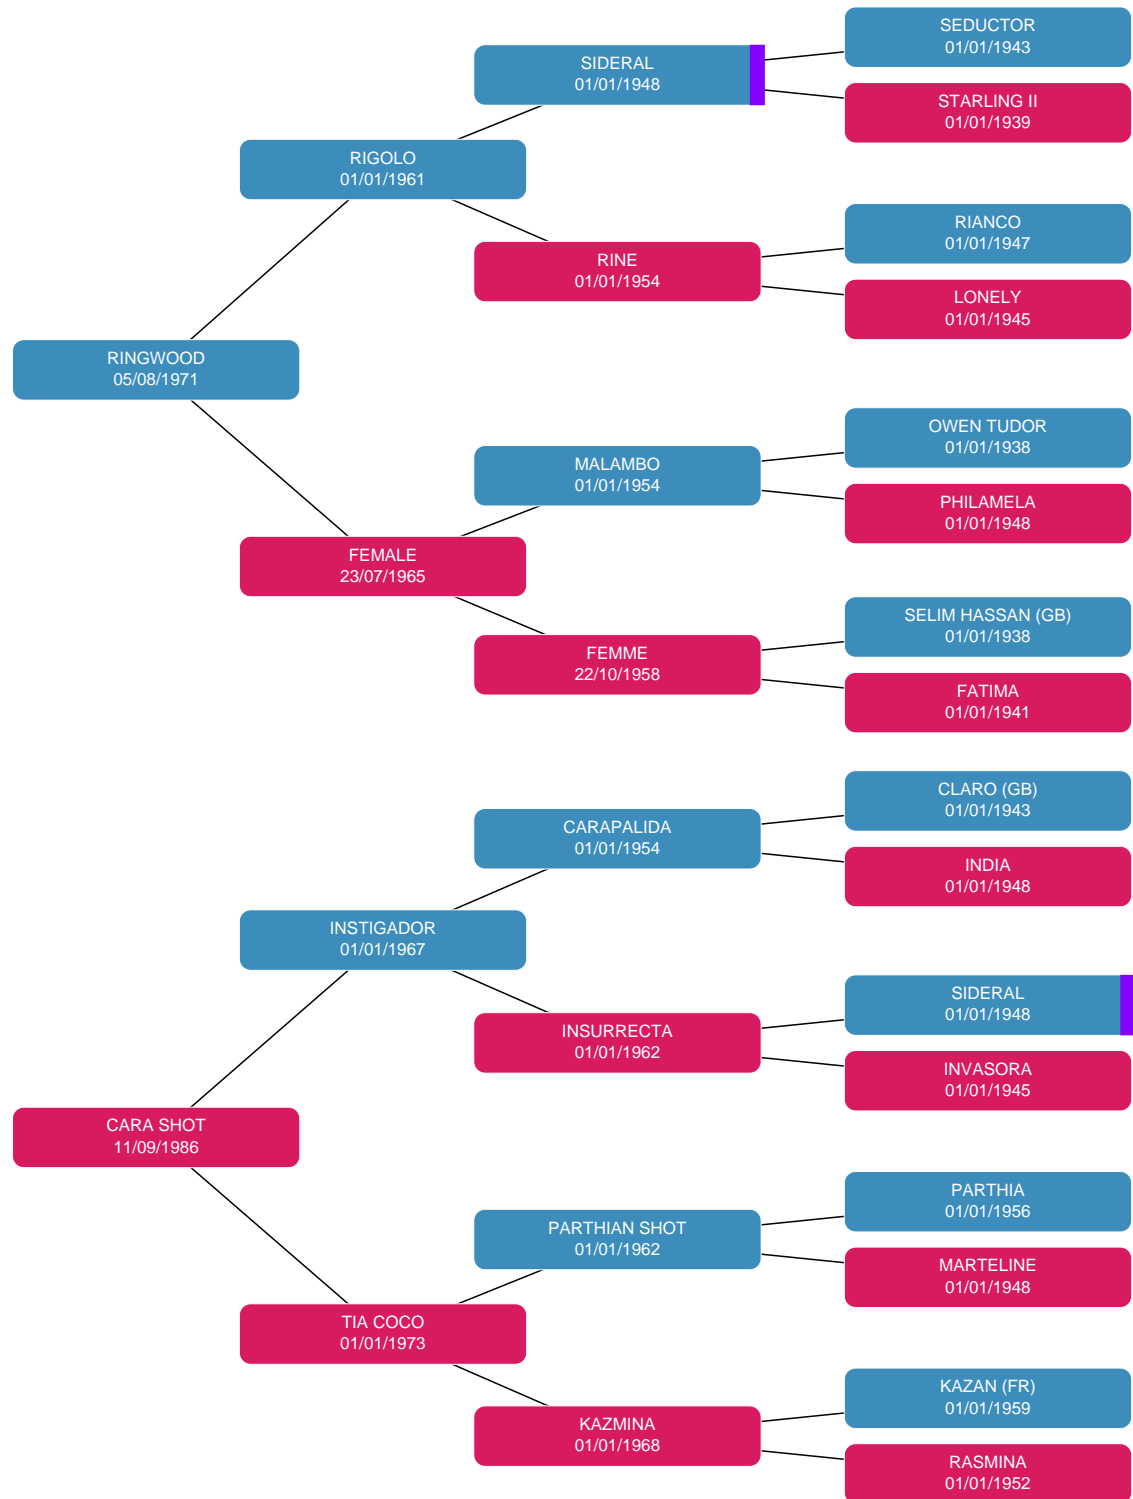 SEDUCTOR
01/01/1943
SIDERAL
01/01/1948
STARLING II
01/01/1939
RIGOLO
01/01/1961
RIANCO
01/01/1947
RINE
01/01/1954
LONELY
01/01/1945
RINGWOOD
05/08/1971
OWEN TUDOR
01/01/1938
MALAMBO
01/01/1954
PHILAMELA
01/01/1948
FEMALE
23/07/1965
SELIM HASSAN (GB)
01/01/1938
FEMME
22/10/1958
FATIMA
01/01/1941
CLARO (GB)
01/01/1943
CARAPALIDA
01/01/1954
INDIA
01/01/1948
INSTIGADOR
01/01/1967
SIDERAL
01/01/1948
INSURRECTA
01/01/1962
INVASORA
01/01/1945
CARA SHOT
11/09/1986
PARTHIA
01/01/1956
PARTHIAN SHOT
01/01/1962
MARTELINE
01/01/1948
TIA COCO
01/01/1973
KAZAN (FR)
01/01/1959
KAZMINA
01/01/1968
RASMINA
01/01/1952